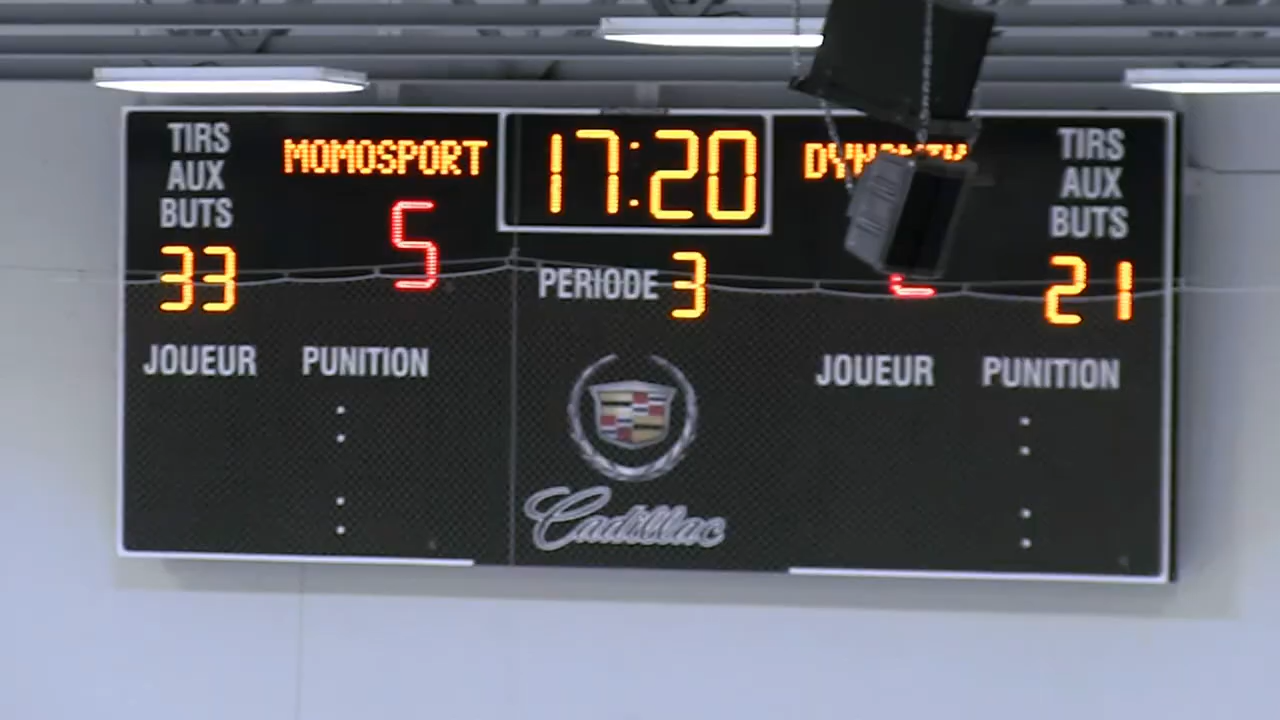 TIRS
AUX
BUTS
33
MOMOSPORT
5
17:20
PERIODE 3
TIRS
AUX
BUTS
21
JOUEUR PUNITION
JOUEUR PUNITION
Cadillac